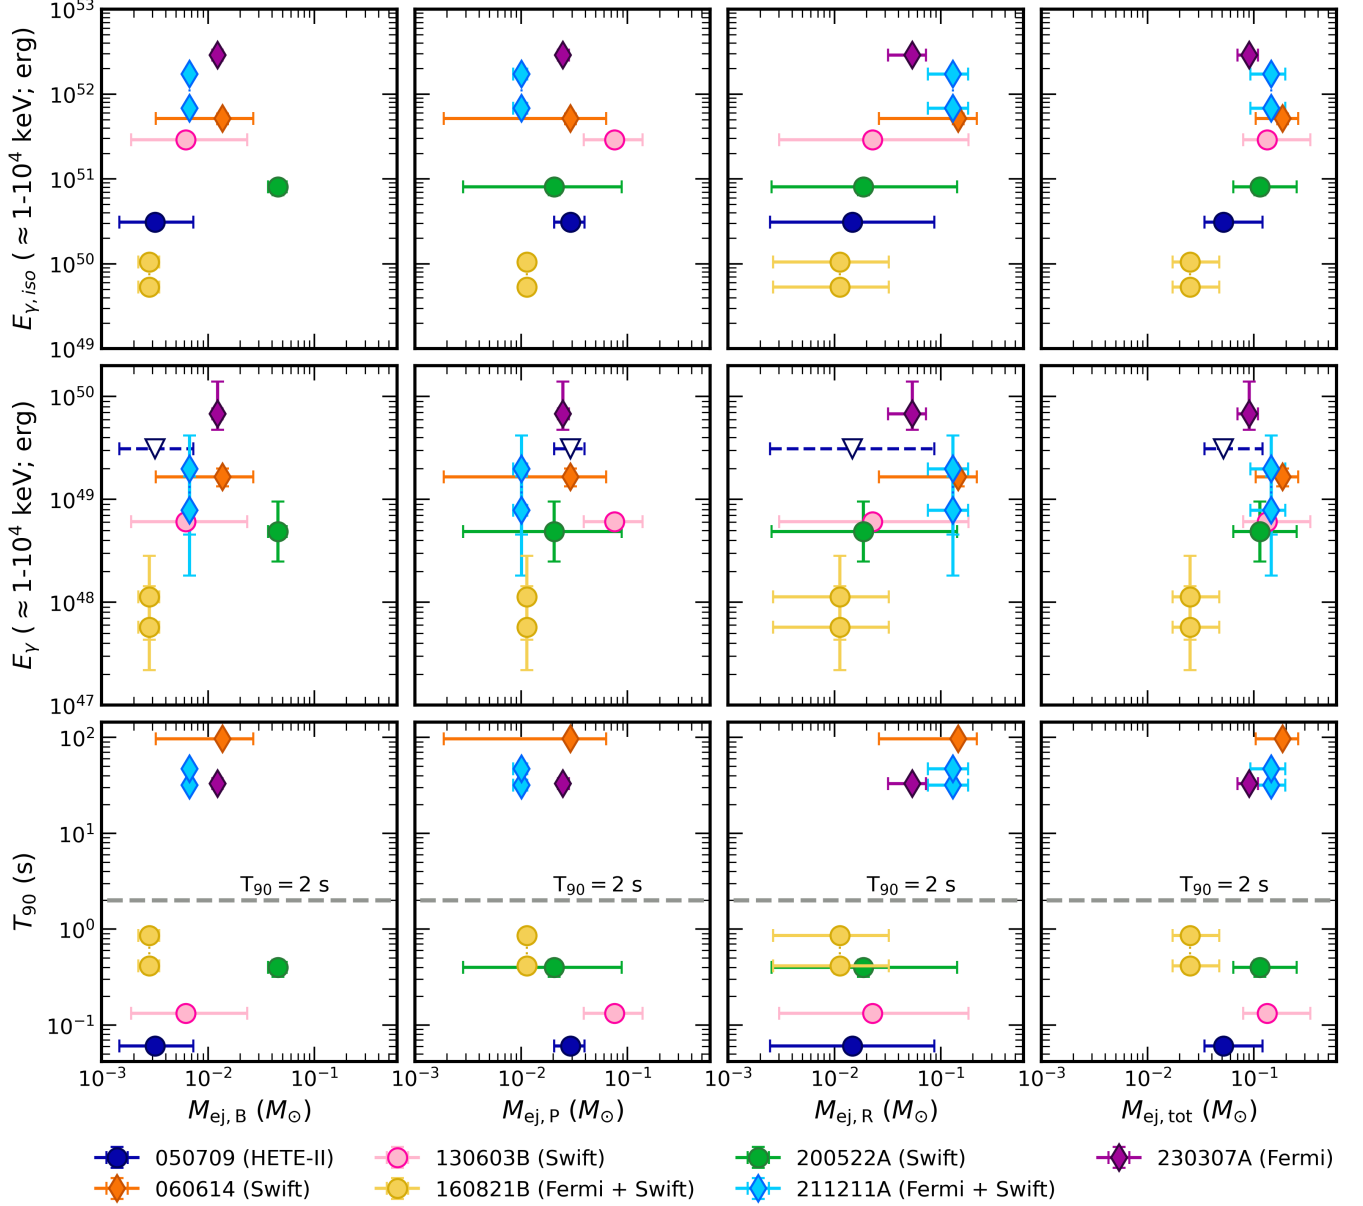 10^53
10^52
10^51
10^50
10^49
E_γ,iso (≈ 1-10^4 keV; erg)
10^50
10^49
10^48
10^47
E_γ (≈ 1-10^4 keV; erg)
10^2
10^1
10^0
10^−1
T_90 (s)
T_90 = 2 s
T_90 = 2 s
T_90 = 2 s
T_90 = 2 s
10^−3 10^−2 10^−1
10^−3 10^−2 10^−1
10^−3 10^−2 10^−1
10^−3 10^−2 10^−1
M_ej, B (M_⊙)
M_ej, P (M_⊙)
M_ej, R (M_⊙)
M_ej, tot (M_⊙)
050709 (HETE-II)
060614 (Swift)
130603B (Swift)
160821B (Fermi + Swift)
200522A (Swift)
211211A (Fermi + Swift)
230307A (Fermi)